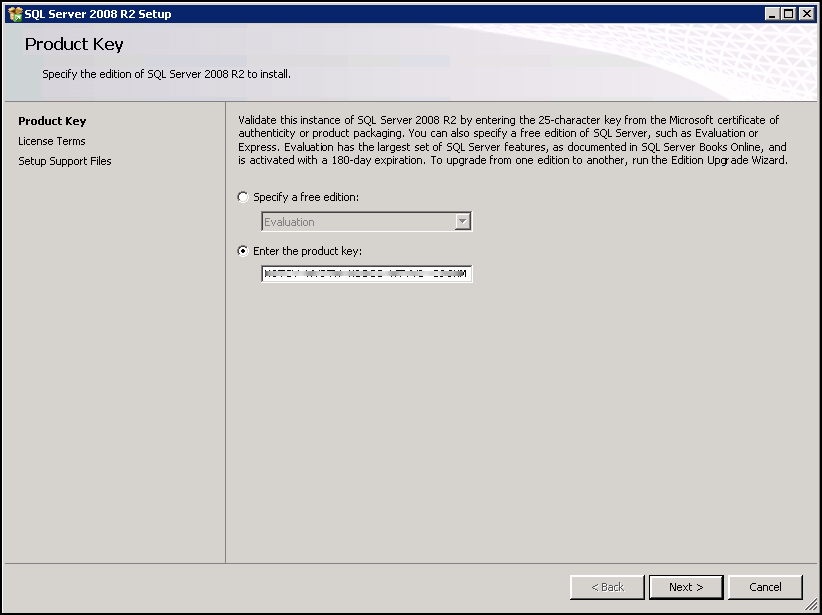 SQL Server 2008 R2 Setup
Product Key
Specify the edition of SQL Server 2008 R2 to install.
Product Key
License Terms
Setup Support Files
Validate this instance of SQL Server 2008 R2 by entering the 25-character key from the Microsoft certificate of
authenticity or product packaging. You can also specify a free edition of SQL Server, such as Evaluation or
Express. Evaluation has the largest set of SQL Server features, as documented in SQL Server Books Online, and
is activated with a 180-day expiration. To upgrade from one edition to another, run the Edition Upgrade Wizard.
Specify a free edition:
Evaluation
Enter the product key:
< Back
Next >
Cancel